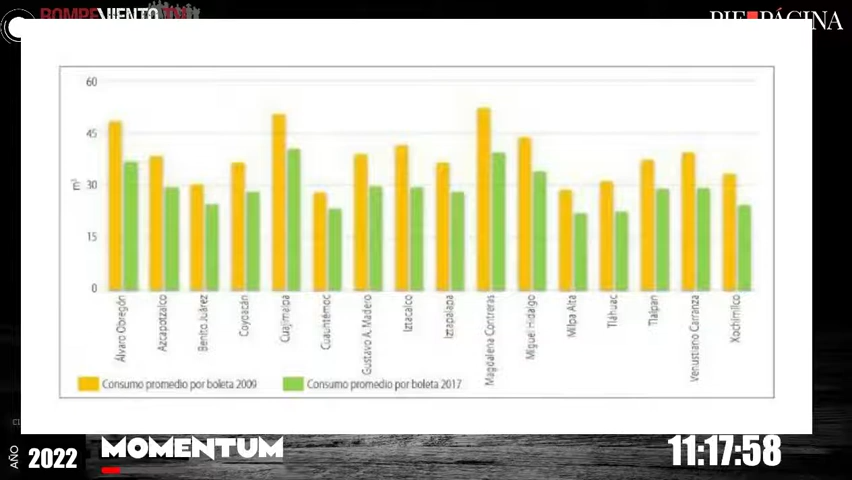 ROMPEVIENTO TV
PIE PÁGINA
60
45
30
15
0
m³
Álvaro Obregón
Azcapotzalco
Benito Juárez
Coyoacán
Cuajimalpa
Cuauhtémoc
Gustavo A. Madero
Iztacalco
Iztapalapa
Magdalena Contreras
Miguel Hidalgo
Milpa Alta
Tláhuac
Tlalpan
Venustiano Carranza
Xochimilco
Consumo promedio por boleta 2009
Consumo promedio por boleta 2017
AÑO
2022
MOMENTUM
11:17:58